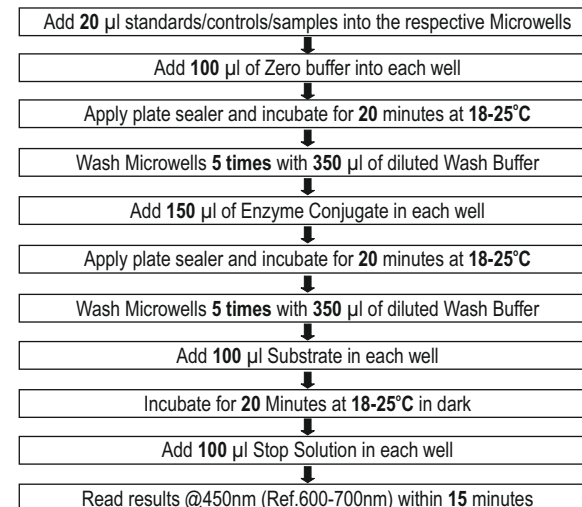 Add 20 µl standards/controls/samples into the respective Microwells
Add 100 µl of Zero buffer into each well
Apply plate sealer and incubate for 20 minutes at 18-25°C
Wash Microwells 5 times with 350 µl of diluted Wash Buffer
Add 150 µl of Enzyme Conjugate in each well
Apply plate sealer and incubate for 20 minutes at 18-25°C
Wash Microwells 5 times with 350 µl of diluted Wash Buffer
Add 100 µl Substrate in each well
Incubate for 20 Minutes at 18-25°C in dark
Add 100 µl Stop Solution in each well
Read results @450nm (Ref.600-700nm) within 15 minutes